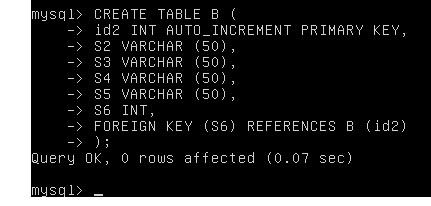 mysql> CREATE TABLE B (
    -> id2 INT AUTO_INCREMENT PRIMARY KEY,
    -> S2 VARCHAR (50),
    -> S3 VARCHAR (50),
    -> S4 VARCHAR (50),
    -> S5 VARCHAR (50),
    -> S6 INT,
    -> FOREIGN KEY (S6) REFERENCES B (id2)
    -> );
Query OK, 0 rows affected (0.07 sec)
mysql> _